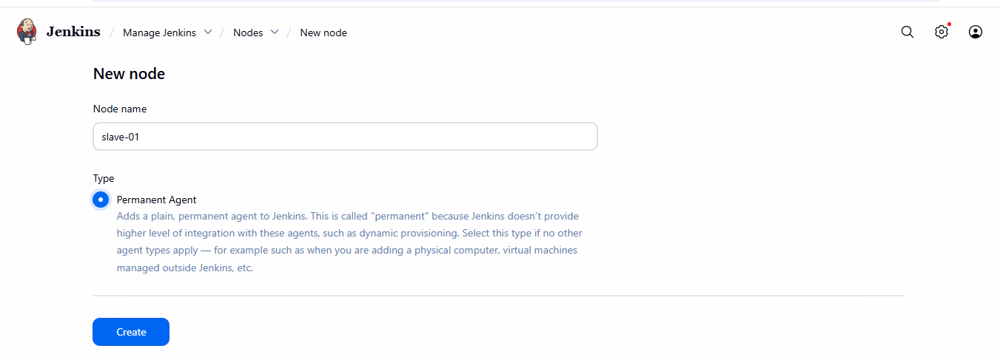 Jenkins / Manage Jenkins / Nodes / New node
New node
Node name
slave-01
Type
Permanent Agent
Adds a plain, permanent agent to Jenkins. This is called "permanent" because Jenkins doesn't provide
higher level of integration with these agents, such as dynamic provisioning. Select this type if no other
agent types apply — for example such as when you are adding a physical computer, virtual machines
managed outside Jenkins, etc.
Create